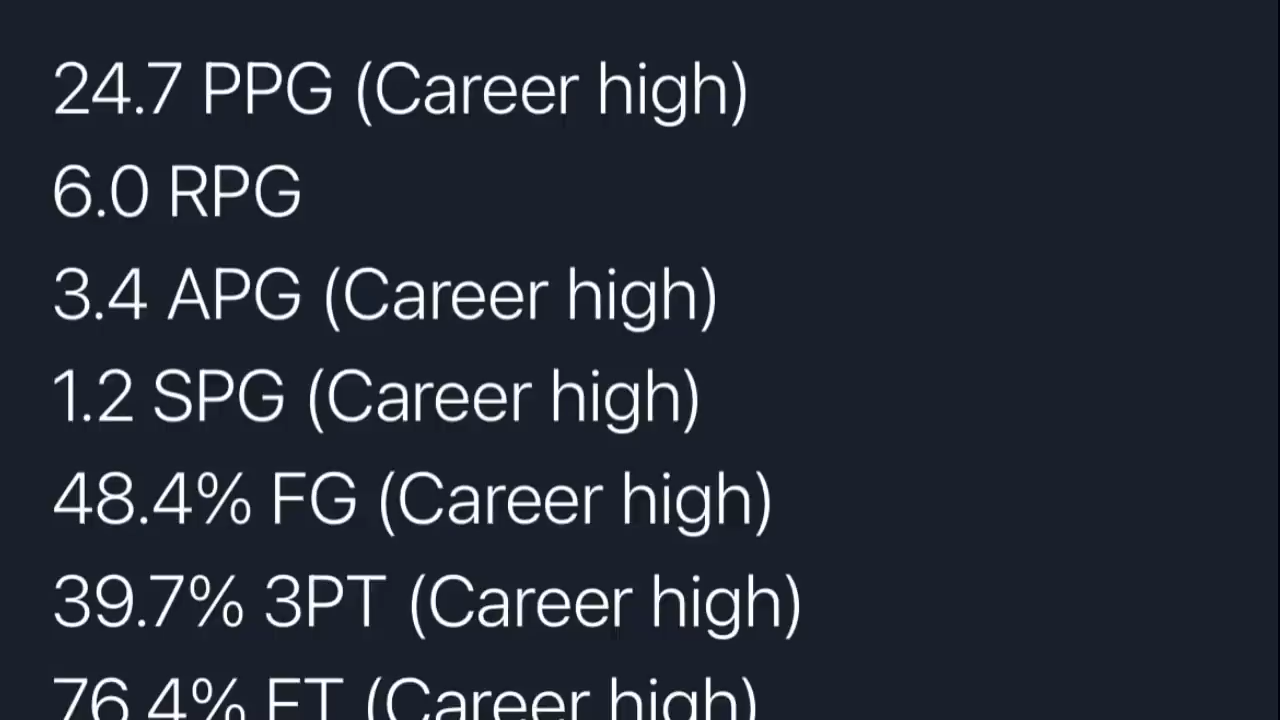 24.7 PPG (Career high)
6.0 RPG
3.4 APG (Career high)
1.2 SPG (Career high)
48.4% FG (Career high)
39.7% 3PT (Career high)
76.4% FT (Career high)